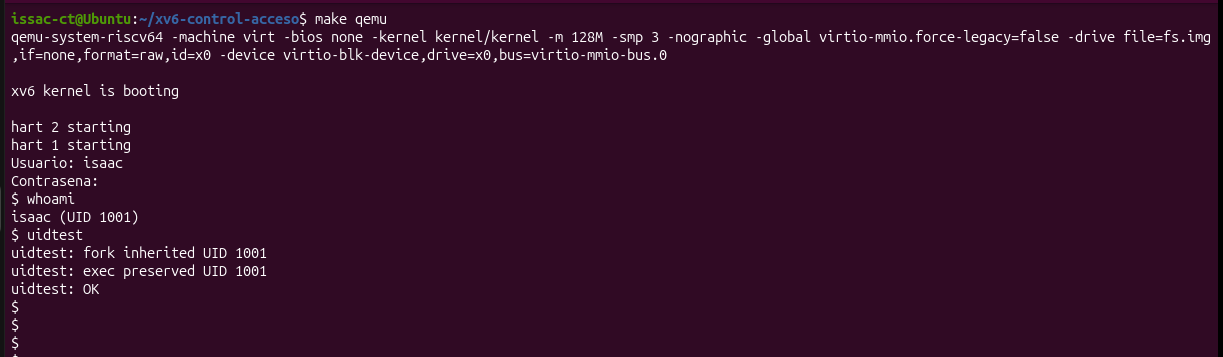 issac-ct@Ubuntu:~/xv6-control-acceso$ make qemu
qemu-system-riscv64 -machine virt -bios none -kernel kernel/kernel -m 128M -smp 3 -nographic -global virtio-mmio.force-legacy=false -drive file=fs.img
,if=none,format=raw,id=x0 -device virtio-blk-device,drive=x0,bus=virtio-mmio-bus.0
xv6 kernel is booting
hart 2 starting
hart 1 starting
Usuario: isaac
Contrasena:
$ whoami
isaac (UID 1001)
$ uidtest
uidtest: fork inherited UID 1001
uidtest: exec preserved UID 1001
uidtest: OK
$
$
$